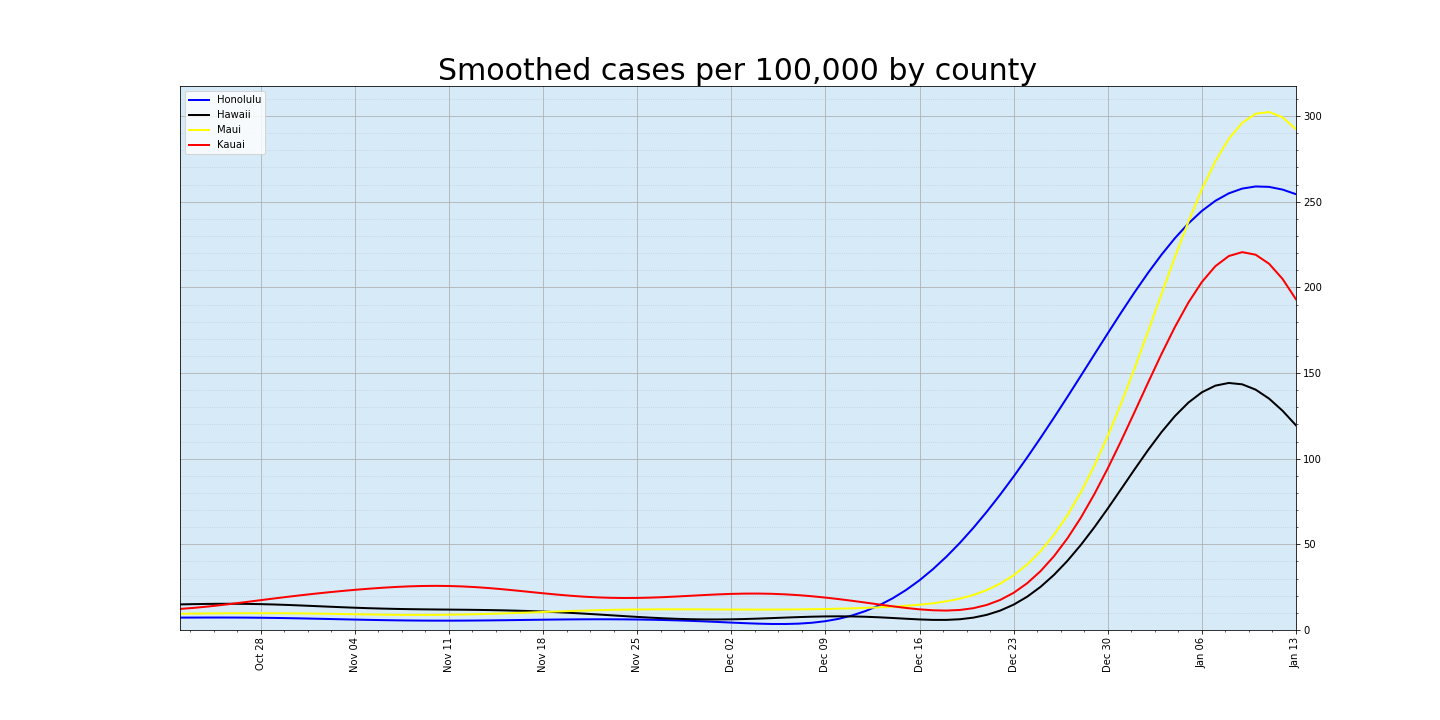 Smoothed cases per 100,000 by county
Honolulu
Hawaii
Maui
Kauai
300
250
200
150
100
50
0
Oct 28
Nov 04
Nov 11
Nov 18
Nov 25
Dec 02
Dec 09
Dec 16
Dec 23
Dec 30
Jan 06
Jan 13